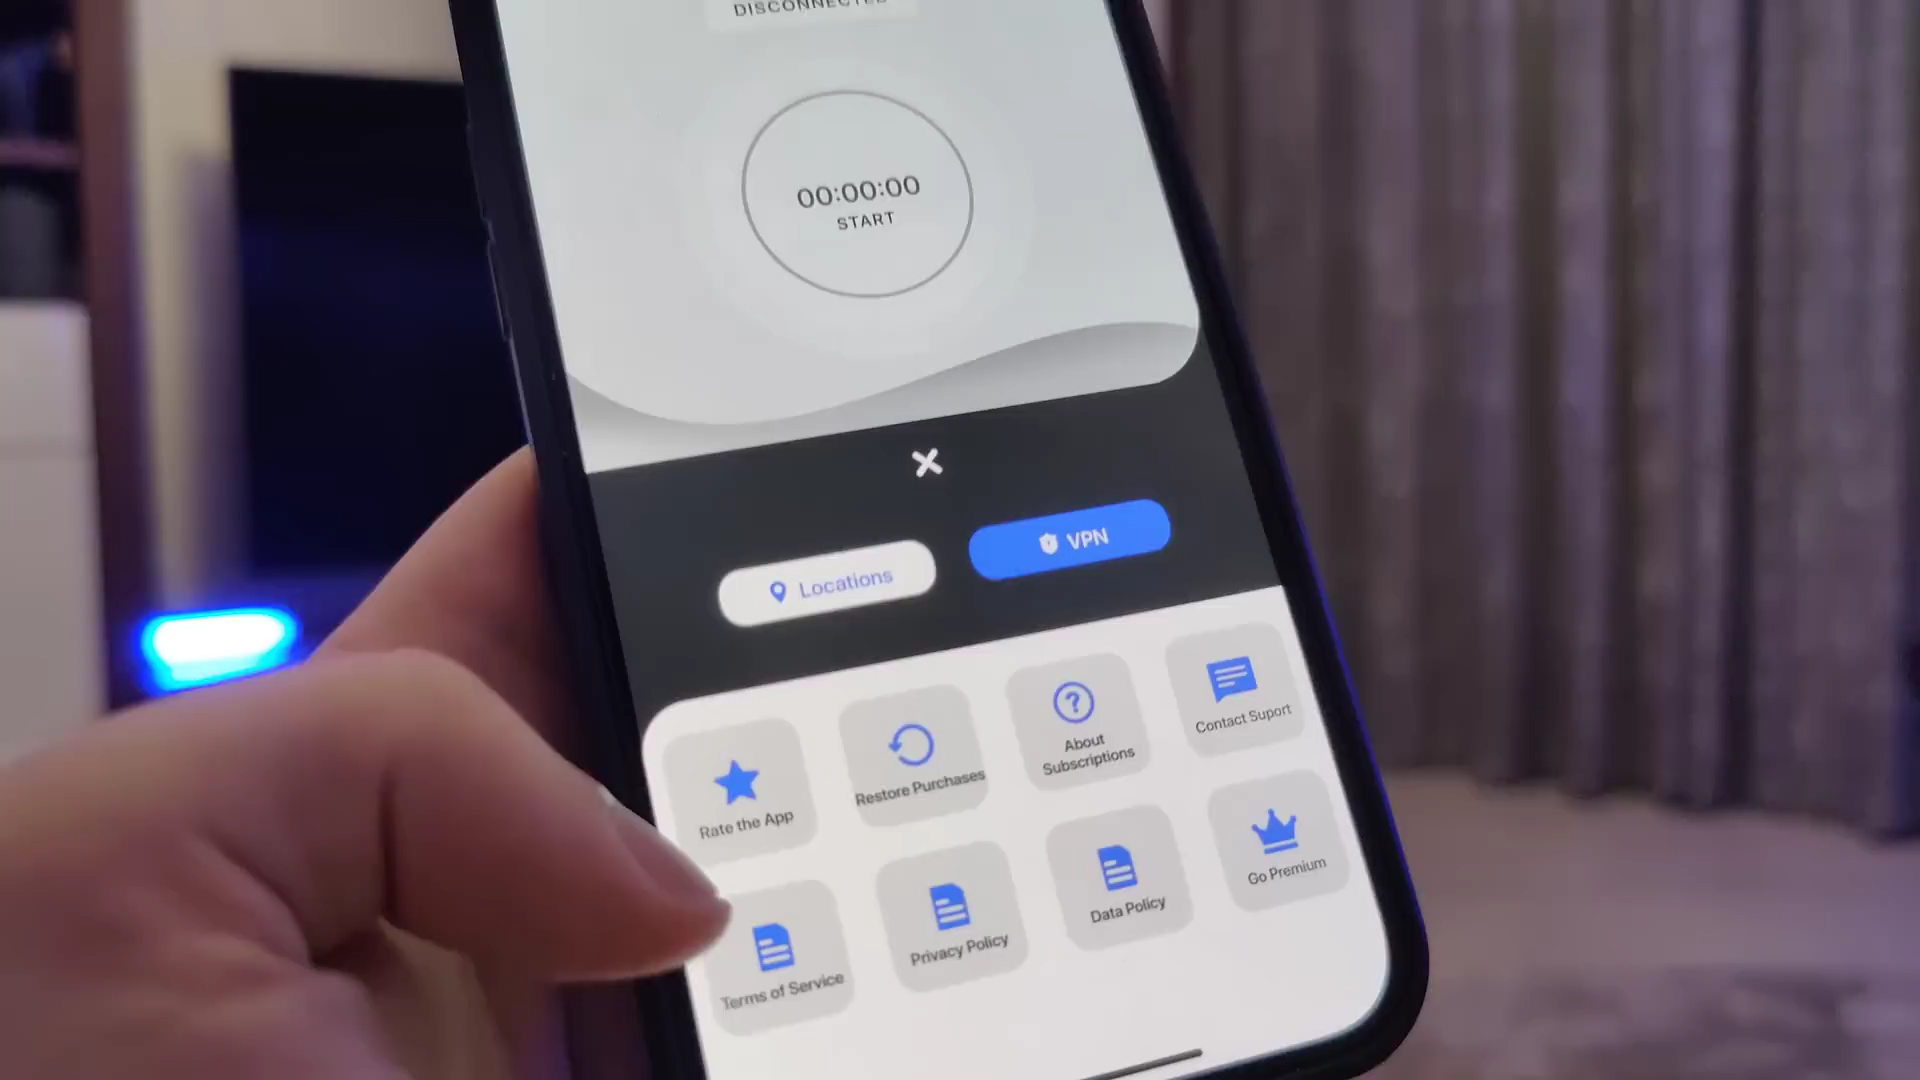 DISCONNECTED
00:00:00
START
VPN
Locations
Rate the App
Restore Purchases
About
Subscriptions
Contact Suport
Terms of Service
Privacy Policy
Data Policy
Go Premium